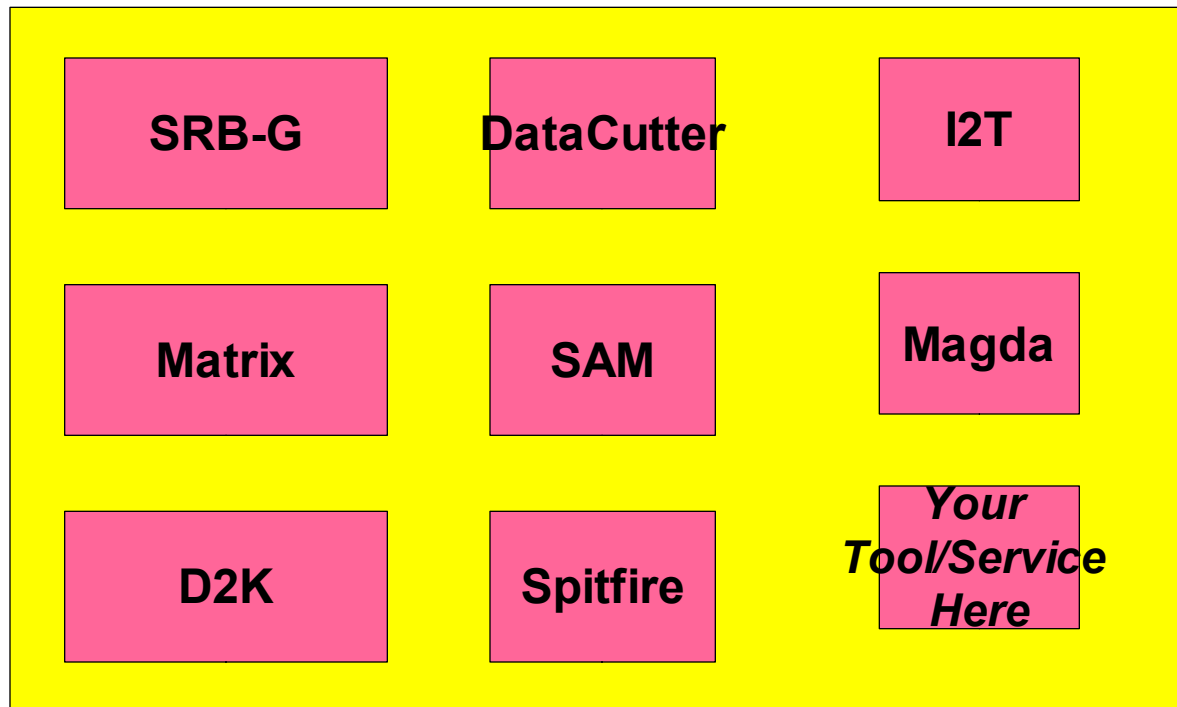 SRB-G
DataCutter
I2T
Matrix
SAM
Magda
D2K
Spitfire
Your
Tool/Service
Here